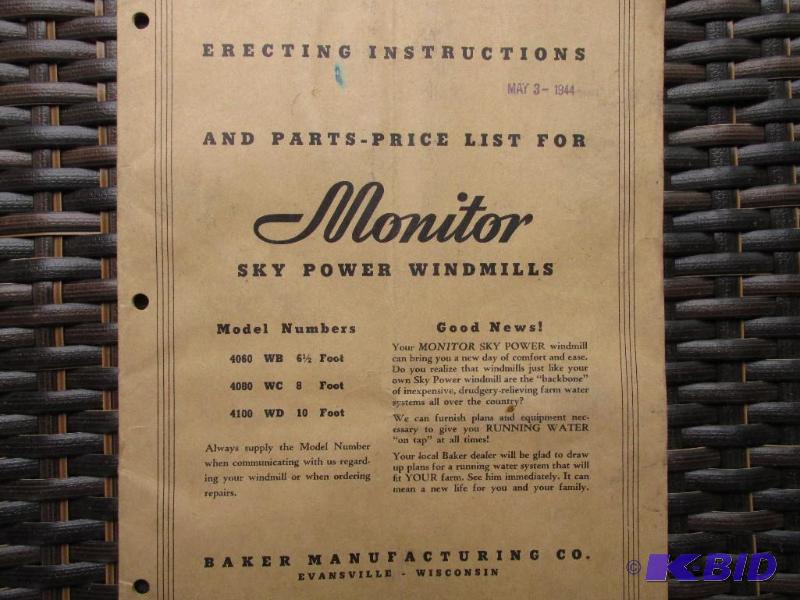 ERECTING INSTRUCTIONS
MAY 3 - 1944
AND PARTS-PRICE LIST FOR
Monitor
SKY POWER WINDMILLS
Model Numbers
4060 WB 6½ Foot
4080 WC 8 Foot
4100 WD 10 Foot
Always supply the Model Number
when communicating with us regard-
ing your windmill or when ordering
repairs.
Good News!
Your MONITOR SKY POWER windmill
can bring you a new day of comfort and ease.
Do you realize that windmills just like your
own Sky Power windmill are the "backbone"
of inexpensive, drudgery-relieving farm water
systems all over the country?
We can furnish plans and equipment nec-
essary to give you RUNNING WATER
"on tap" at all times!
Your local Baker dealer will be glad to draw
up plans for a running water system that will
fit YOUR farm. See him immediately. It can
mean a new life for you and your family.
BAKER MANUFACTURING CO.
EVANSVILLE - WISCONSIN
© K-BID